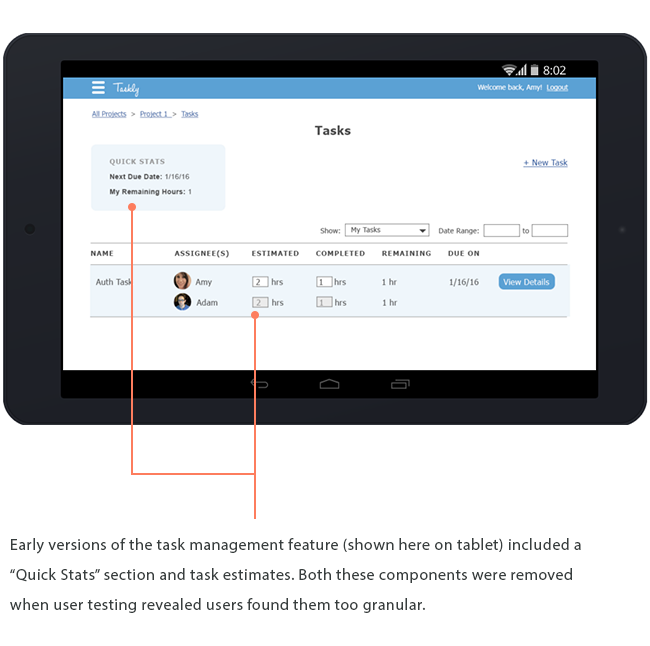 8:02
Taskly
Welcome back, Amy! Logout
All Projects > Project 1 > Tasks
Tasks
QUICK STATS
Next Due Date: 1/16/16
My Remaining Hours: 1
+ New Task
Show: My Tasks Date Range: to
NAME ASSIGNEE(S) ESTIMATED COMPLETED REMAINING DUE ON
Auth Task Amy 2 hrs 1 hrs 1 hr 1/16/16 View Details
Adam 2 hrs 1 hrs 1 hr
Early versions of the task management feature (shown here on tablet) included a
“Quick Stats” section and task estimates. Both these components were removed
when user testing revealed users found them too granular.